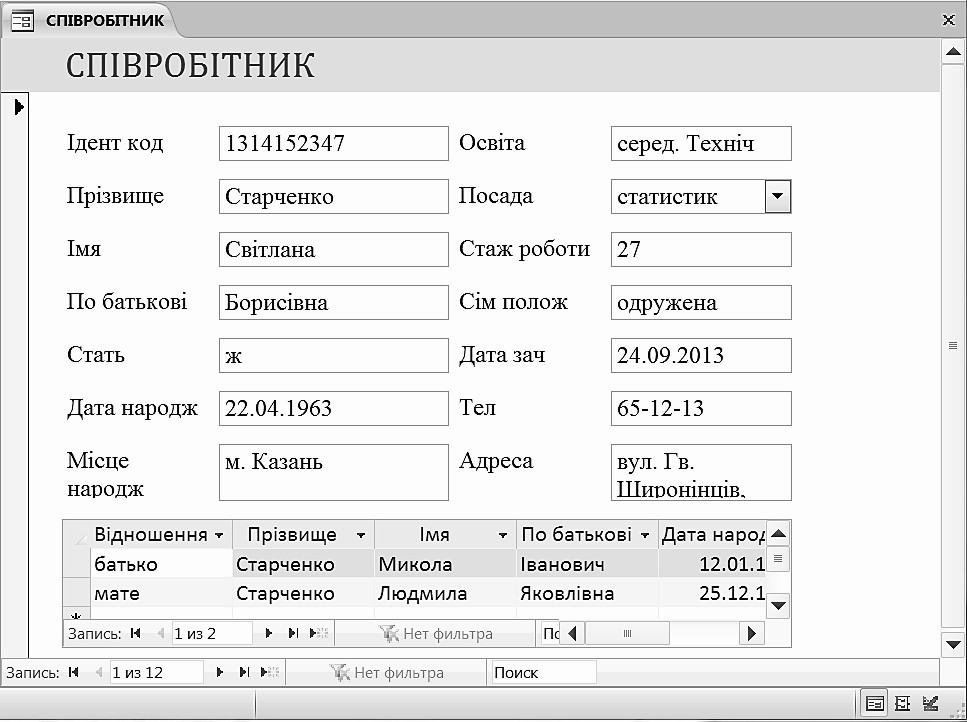 СПІВРОБІТНИК
СПІВРОБІТНИК
Ідент код 1314152347 Освіта серед. Техніч
Прізвище Старченко Посада статистик
Імя Світлана Стаж роботи 27
По батькові Борисівна Сім полож одружена
Стать ж Дата зач 24.09.2013
Дата народж 22.04.1963 Тел 65-12-13
Місце м. Казань Адреса вул. Гв.
народж Широнінців,
Відношення Прізвище Імя По батькові Дата народ
батько Старченко Микола Іванович 12.01.1
мате Старченко Людмила Яковлівна 25.12.1
Запись: 1 из 2 Нет фильтра По
Запись: 1 из 12 Нет фильтра Поиск